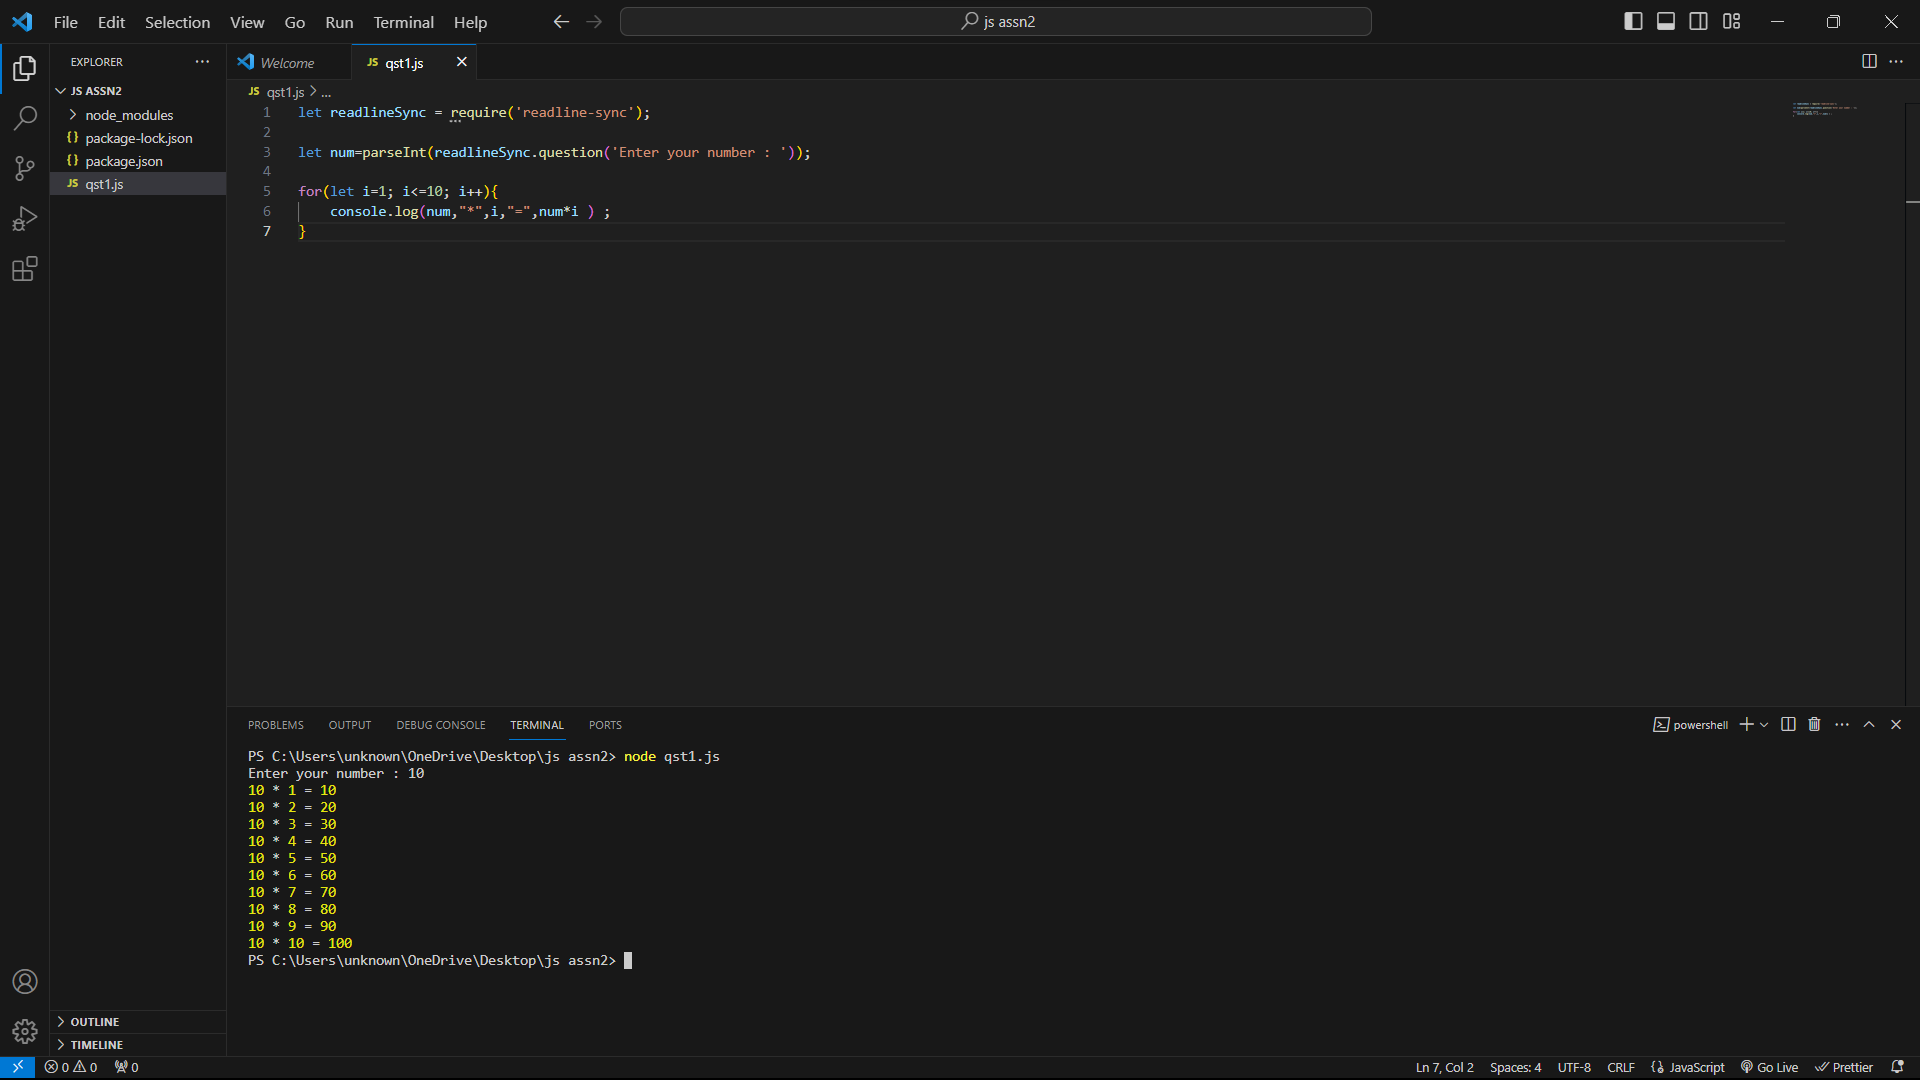 File Edit Selection View Go Run Terminal Help
js assn2
EXPLORER
JS ASSN2
node_modules
{} package-lock.json
{} package.json
JS qst1.js
Welcome
JS qst1.js
JS qst1.js > ...
1 let readlineSync = require('readline-sync');
2
3 let num=parseInt(readlineSync.question('Enter your number : '));
4
5 for(let i=1; i<=10; i++){
6 console.log(num,"*",i,"=",num*i ) ;
7 }
PROBLEMS OUTPUT DEBUG CONSOLE TERMINAL PORTS
powershell
PS C:\Users\unknown\OneDrive\Desktop\js assn2> node qst1.js
Enter your number : 10
10 * 1 = 10
10 * 2 = 20
10 * 3 = 30
10 * 4 = 40
10 * 5 = 50
10 * 6 = 60
10 * 7 = 70
10 * 8 = 80
10 * 9 = 90
10 * 10 = 100
PS C:\Users\unknown\OneDrive\Desktop\js assn2>
OUTLINE
TIMELINE
0 0 0
Ln 7, Col 2 Spaces: 4 UTF-8 CRLF {} JavaScript Go Live Prettier